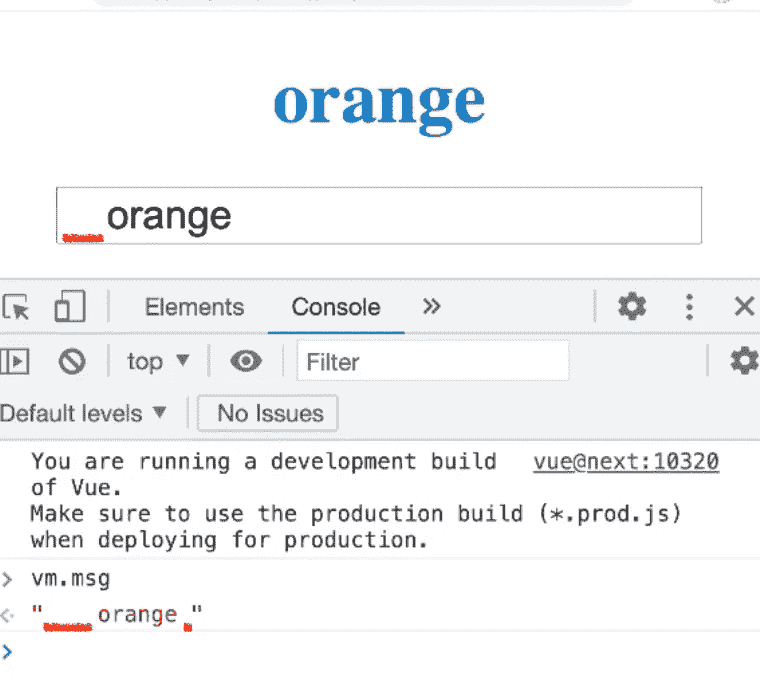 orange
orange
Elements Console »
top ▼ Filter
Default levels ▼ No Issues
You are running a development build vue@next:10320
of Vue.
Make sure to use the production build (*.prod.js)
when deploying for production.
> vm.msg
"    orange "
>